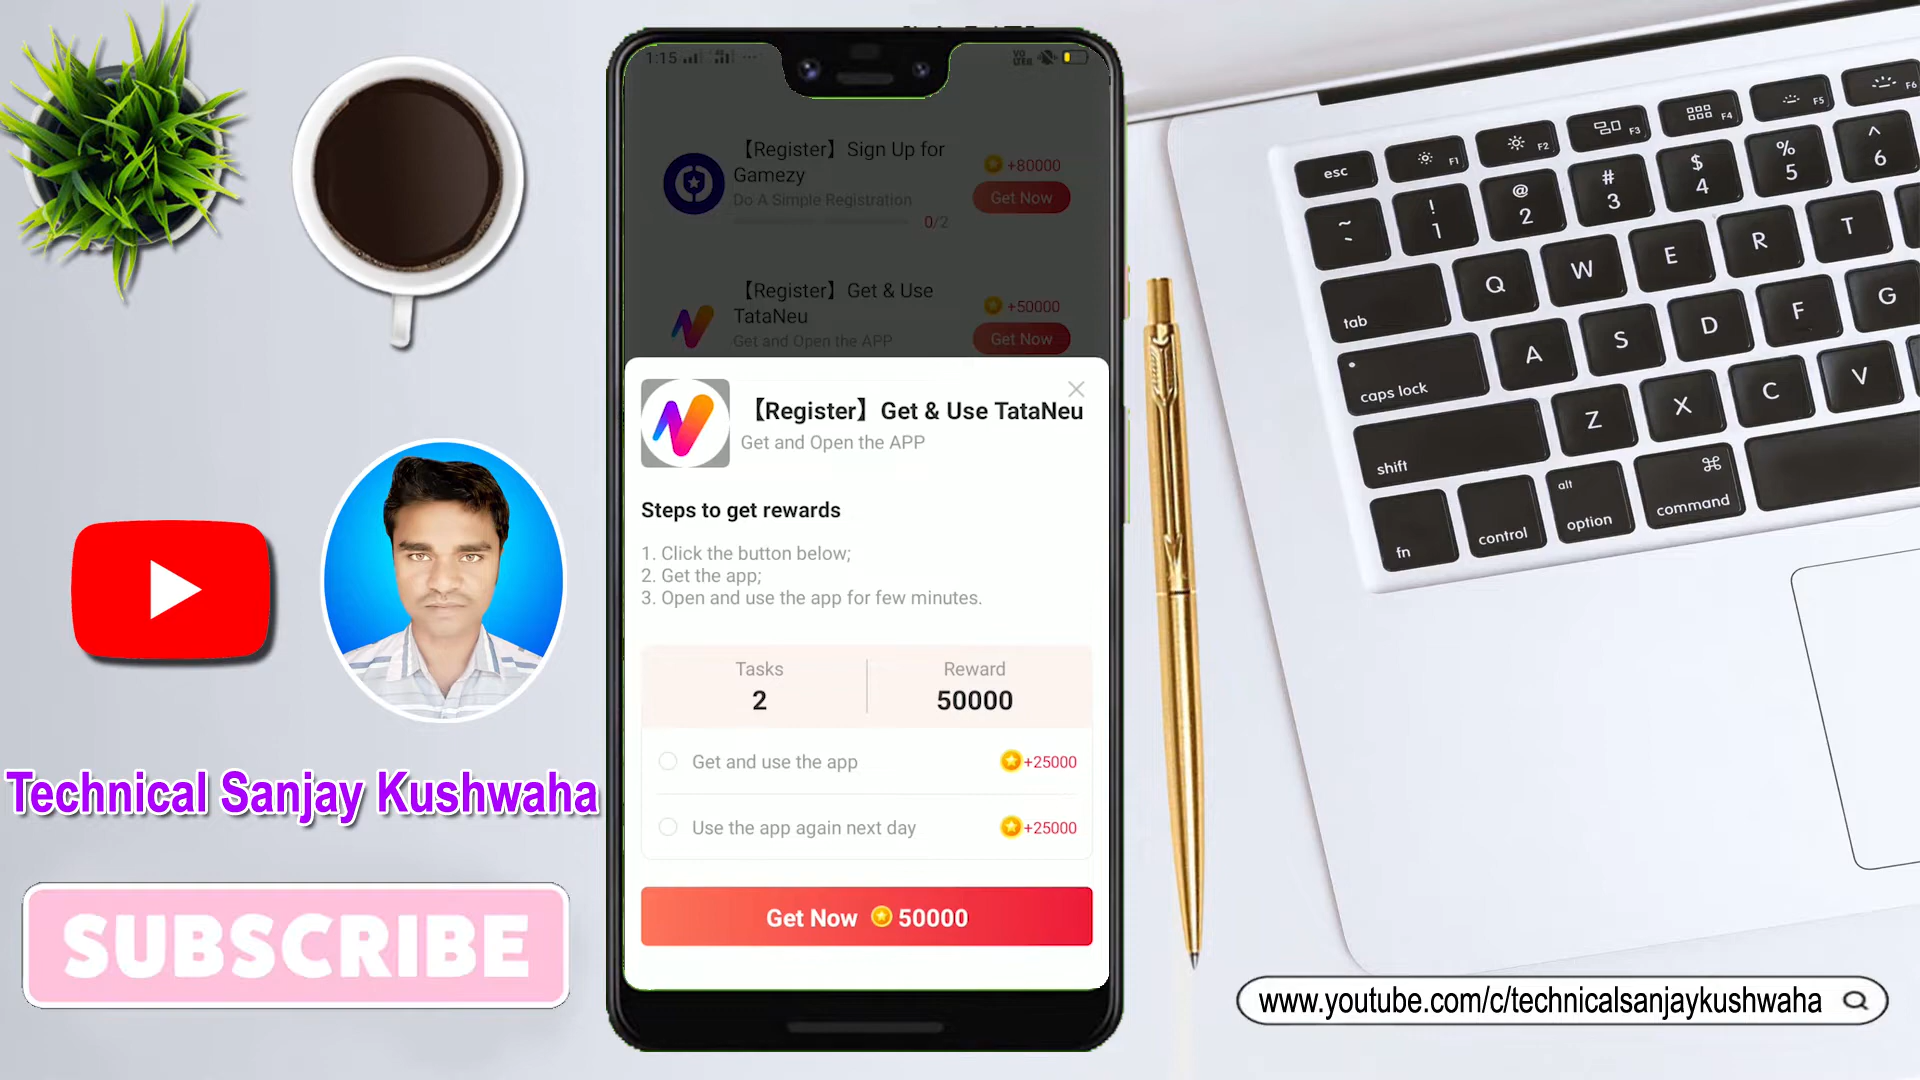 1:15
VO
LTE
【Register】Sign Up for
Gamezy
Do A Simple Registration
0/2
+80000
Get Now
【Register】Get & Use
TataNeu
Get and Open the APP
+50000
Get Now
【Register】Get & Use TataNeu
Get and Open the APP
Steps to get rewards
1. Click the button below;
2. Get the app;
3. Open and use the app for few minutes.
Tasks
2
Reward
50000
Get and use the app
+25000
Use the app again next day
+25000
Get Now 50000
Technical Sanjay Kushwaha
SUBSCRIBE
www.youtube.com/c/technicalsanjaykushwaha
esc
F1
F2
F3
F4
F5
F6
~
`
!
1
@
2
#
3
$
4
%
5
^
6
tab
Q
W
E
R
T
caps lock
A
S
D
F
G
shift
Z
X
C
V
fn
control
alt
option
⌘
command